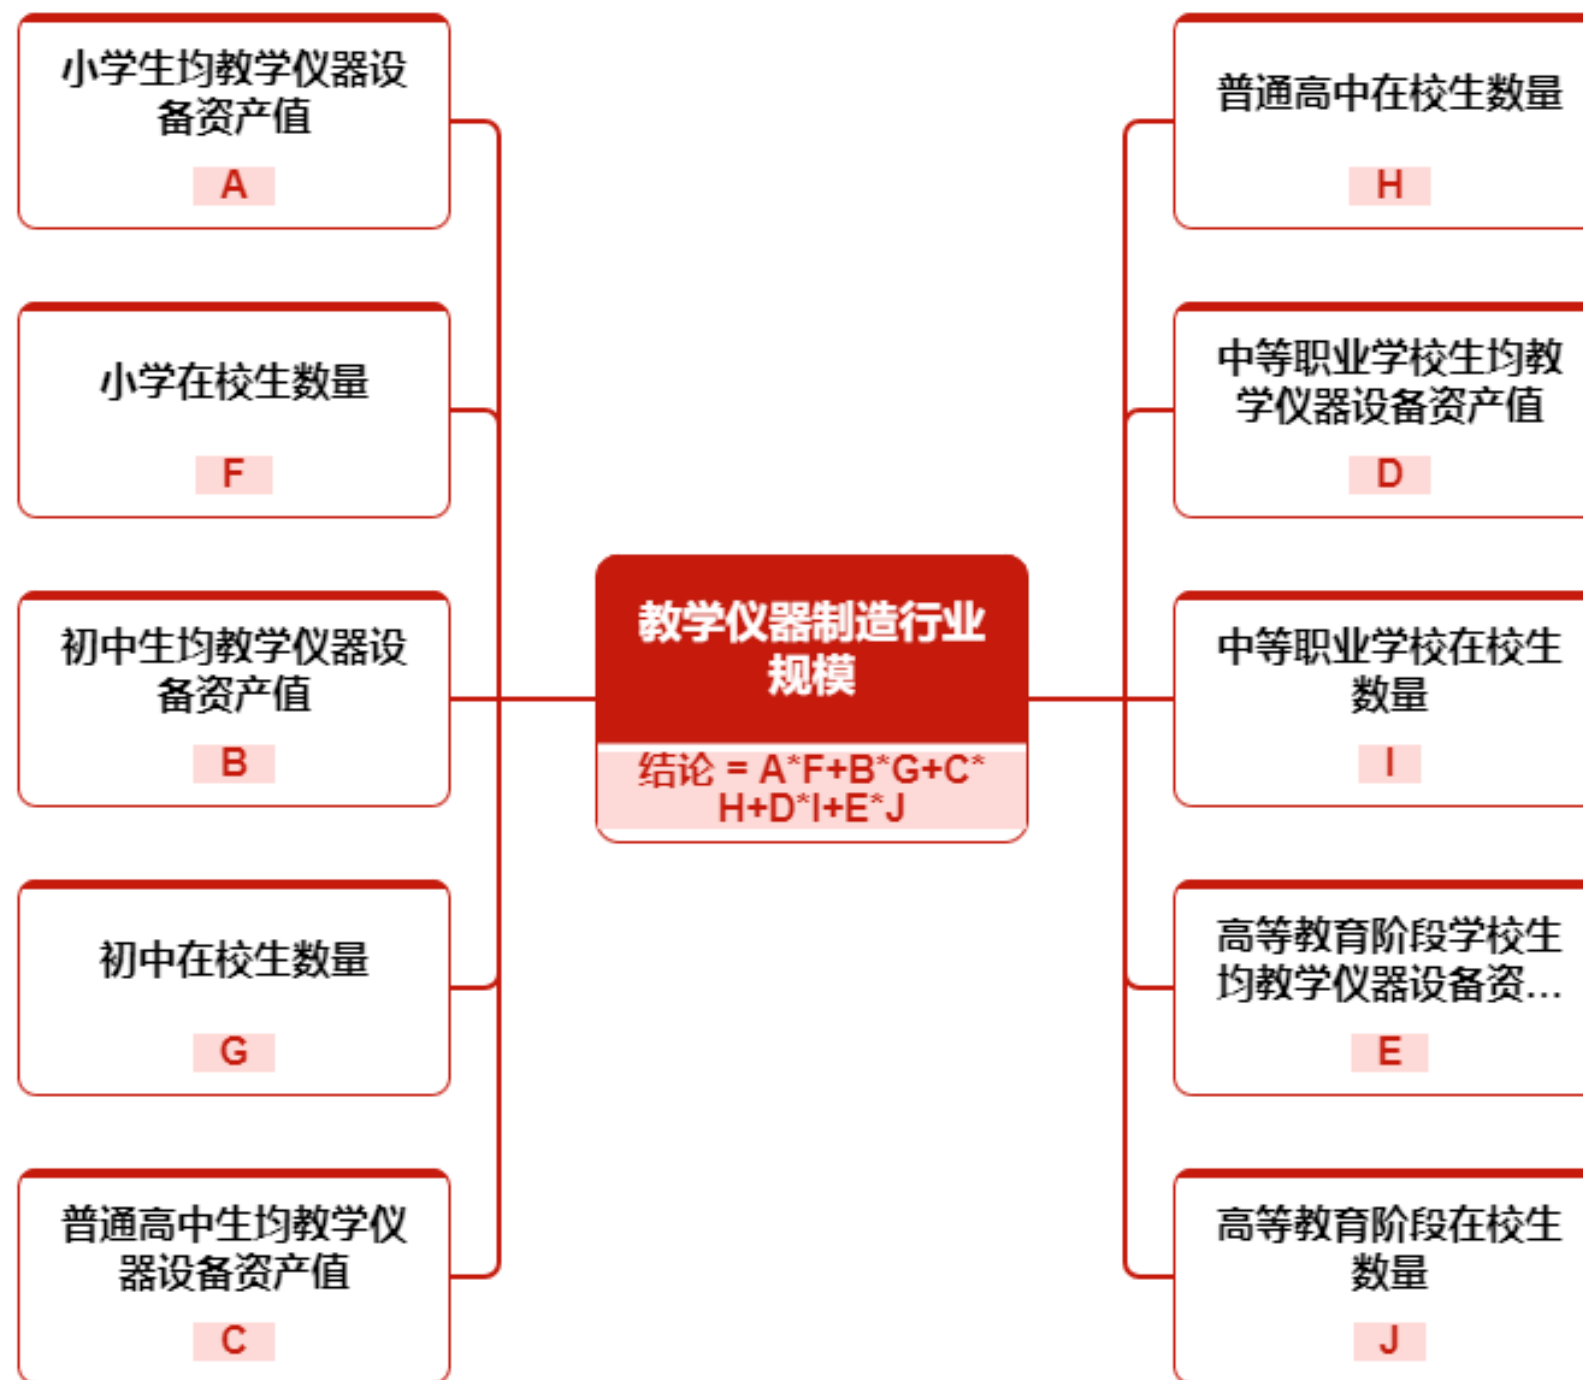 小学生均教学仪器设
备资产值
A
小学在校生数量
F
初中生均教学仪器设
备资产值
B
初中在校生数量
G
普通高中生均教学仪
器设备资产值
C
教学仪器制造行业
规模
结论 = A*F+B*G+C*
H+D*I+E*J
普通高中在校生数量
H
中等职业学校生均教
学仪器设备资产值
D
中等职业学校在校生
数量
I
高等教育阶段学校生
均教学仪器设备资...
E
高等教育阶段在校生
数量
J